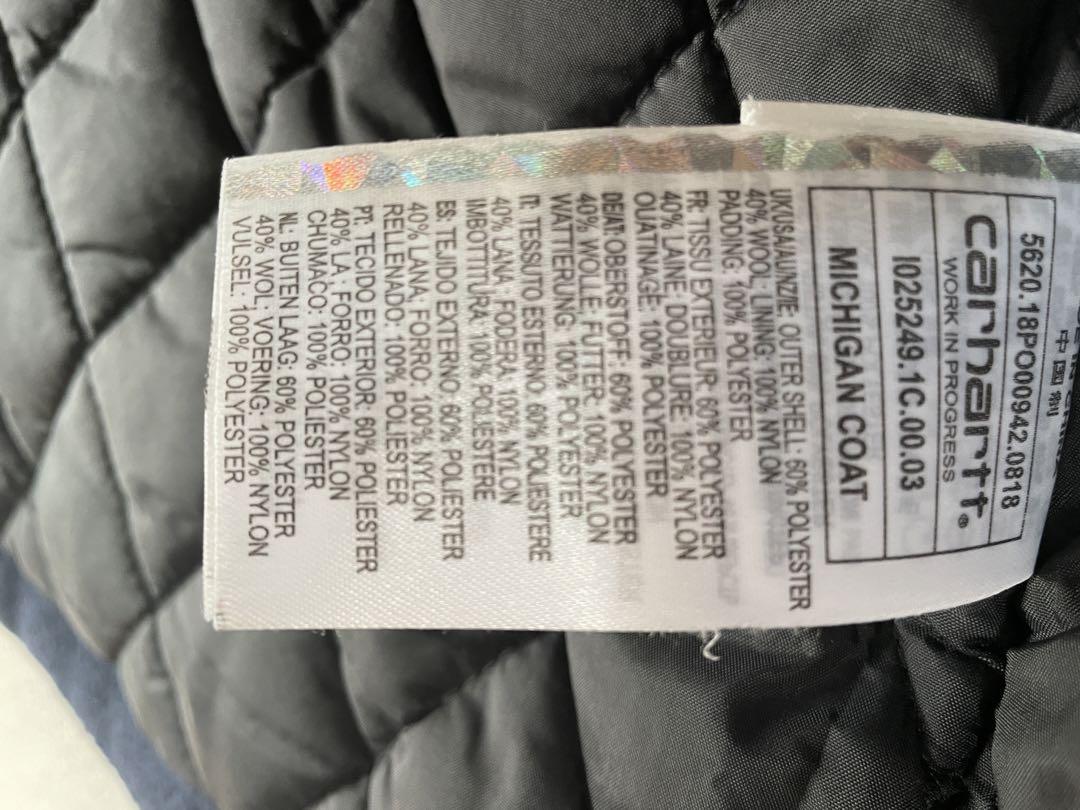 中国制
5620.18PO00942.0818
carhartt®
WORK IN PROGRESS
I025249.1C.00.03
MICHIGAN COAT
UK/USA/AU/NZ/IE: OUTER SHELL: 60% POLYESTER
40% WOOL, LINING: 100% NYLON
PADDING: 100% POLYESTER
FR: TISSU EXTERIEUR: 60% POLYESTER
40% LAINE, DOUBLURE: 100% NYLON
OUATINAGE: 100% POLYESTER
DE/AT: OBERSTOFF: 60% POLYESTER
40% WOLLE, FUTTER: 100% NYLON
WATTIERUNG: 100% POLYESTER
IT: TESSUTO ESTERNO: 60% POLIESTERE
40% LANA, FODERA: 100% NYLON
IMBOTTITURA: 100% POLIESTERE
ES: TEJIDO EXTERNO: 60% POLIESTER
40% LANA, FORRO: 100% NYLON
RELLENADO: 100% POLIESTER
PT: TECIDO EXTERIOR: 60% POLIESTER
40% LA, FORRO: 100% NYLON
CHUMACO: 100% POLIESTER
NL: BUITEN LAAG: 60% POLYESTER
40% WOL, VOERING: 100% NYLON
VULSEL: 100% POLYESTER